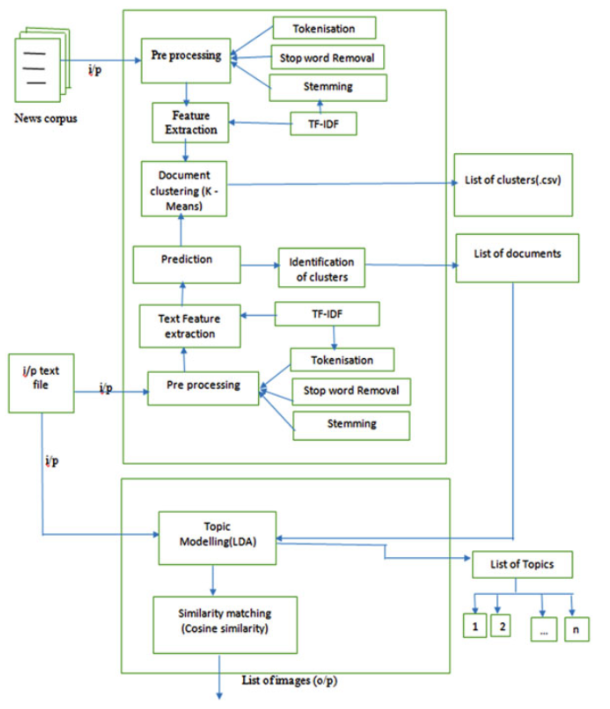 Tokenisation
Pre processing
Stop word Removal
i/p
Stemming
News corpus
Feature
Extraction
TF-IDF
Document
clustering (K -
Means)
List of clusters(.csv)
Prediction
Identification
of clusters
List of documents
Text Feature
extraction
TF-IDF
Tokenisation
i/p text
file
i/p
Pre processing
Stop word Removal
Stemming
i/p
Topic
Modelling(LDA)
List of Topics
Similarity matching
(Cosine similarity)
1
2
...
n
List of images (o/p)